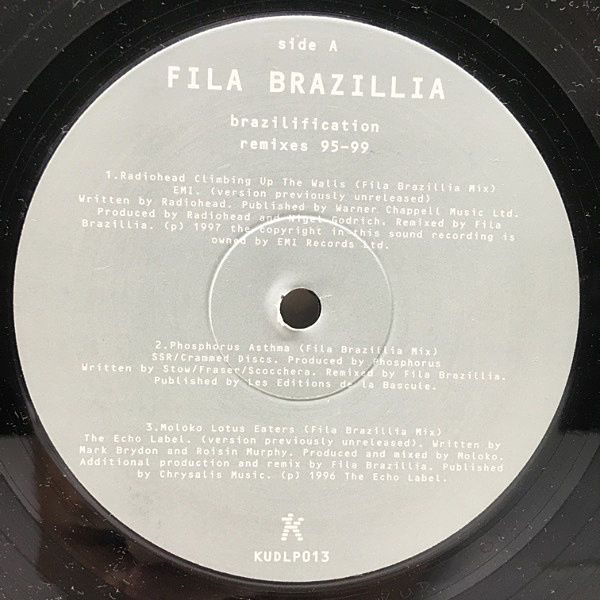 side A
FILA BRAZILLIA
brazilification
remixes 95-99
1.Radiohead Climbing Up The Walls (Fila Brazillia Mix)
EMI. (version previously unreleased)
Written by Radiohead. Published by Warner Chappell Music Ltd.
Produced by Radiohead and Nigel Godrich. Remixed by Fila
Brazillia. (p) 1997 the copyright in this sound recording is
owned by EMI Records Ltd.
2.Phosphorus Asthma (Fila Brazillia Mix)
SSR/Crammed Discs. Produced by Phosphorus
Written by Stow/Fraser/Scocchera. Remixed by Fila Brazillia.
Published by Les Editions de la Bascule.
3.Moloko Lotus Eaters (Fila Brazillia Mix)
The Echo Label. (version previously unreleased). Written by
Mark Brydon and Roisin Murphy. Produced and mixed by Moloko.
Additional production and remix by Fila Brazillia. Published
by Chrysalis Music. (p) 1996 The Echo Label.
KUDLP013